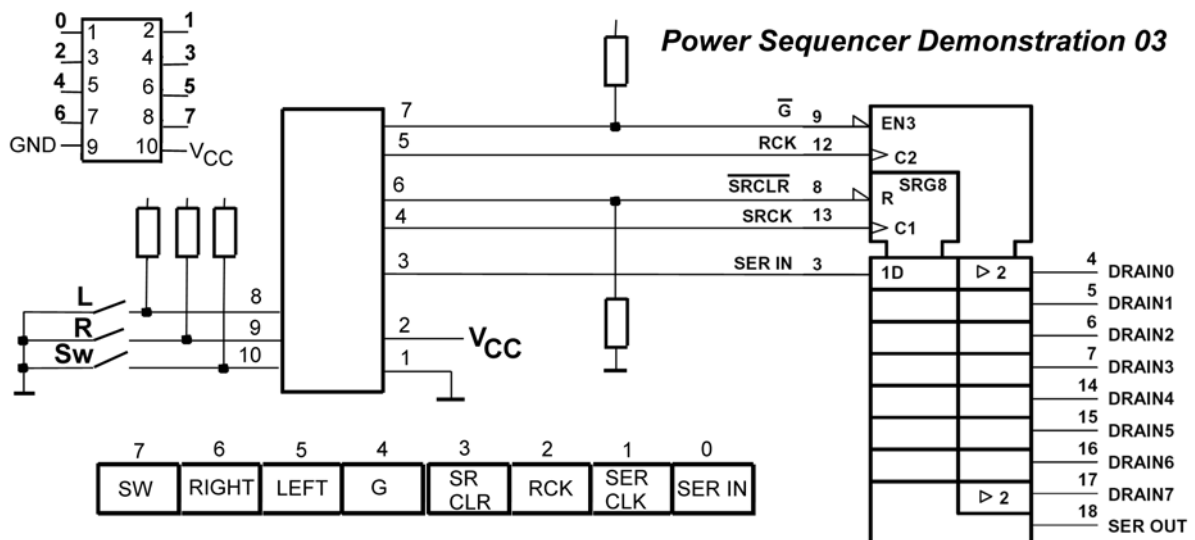 Power Sequencer Demonstration 03
0 1 2 1
2 3 4 3
4 5 6 5
6 7 8 7
GND 9 10 VCC
7 G 9 EN3
5 RCK 12 C2
6 SRCLR 8 R SRG8
4 SRCK 13 C1
3 SER IN 3 1D ▷ 2 4 DRAIN0
5 DRAIN1
6 DRAIN2
7 DRAIN3
14 DRAIN4
15 DRAIN5
16 DRAIN6
17 DRAIN7
▷ 2
18 SER OUT
L 8
R 9
Sw 10
2 VCC
1
7 6 5 4 3 2 1 0
SW RIGHT LEFT G SR CLR RCK SER CLK SER IN